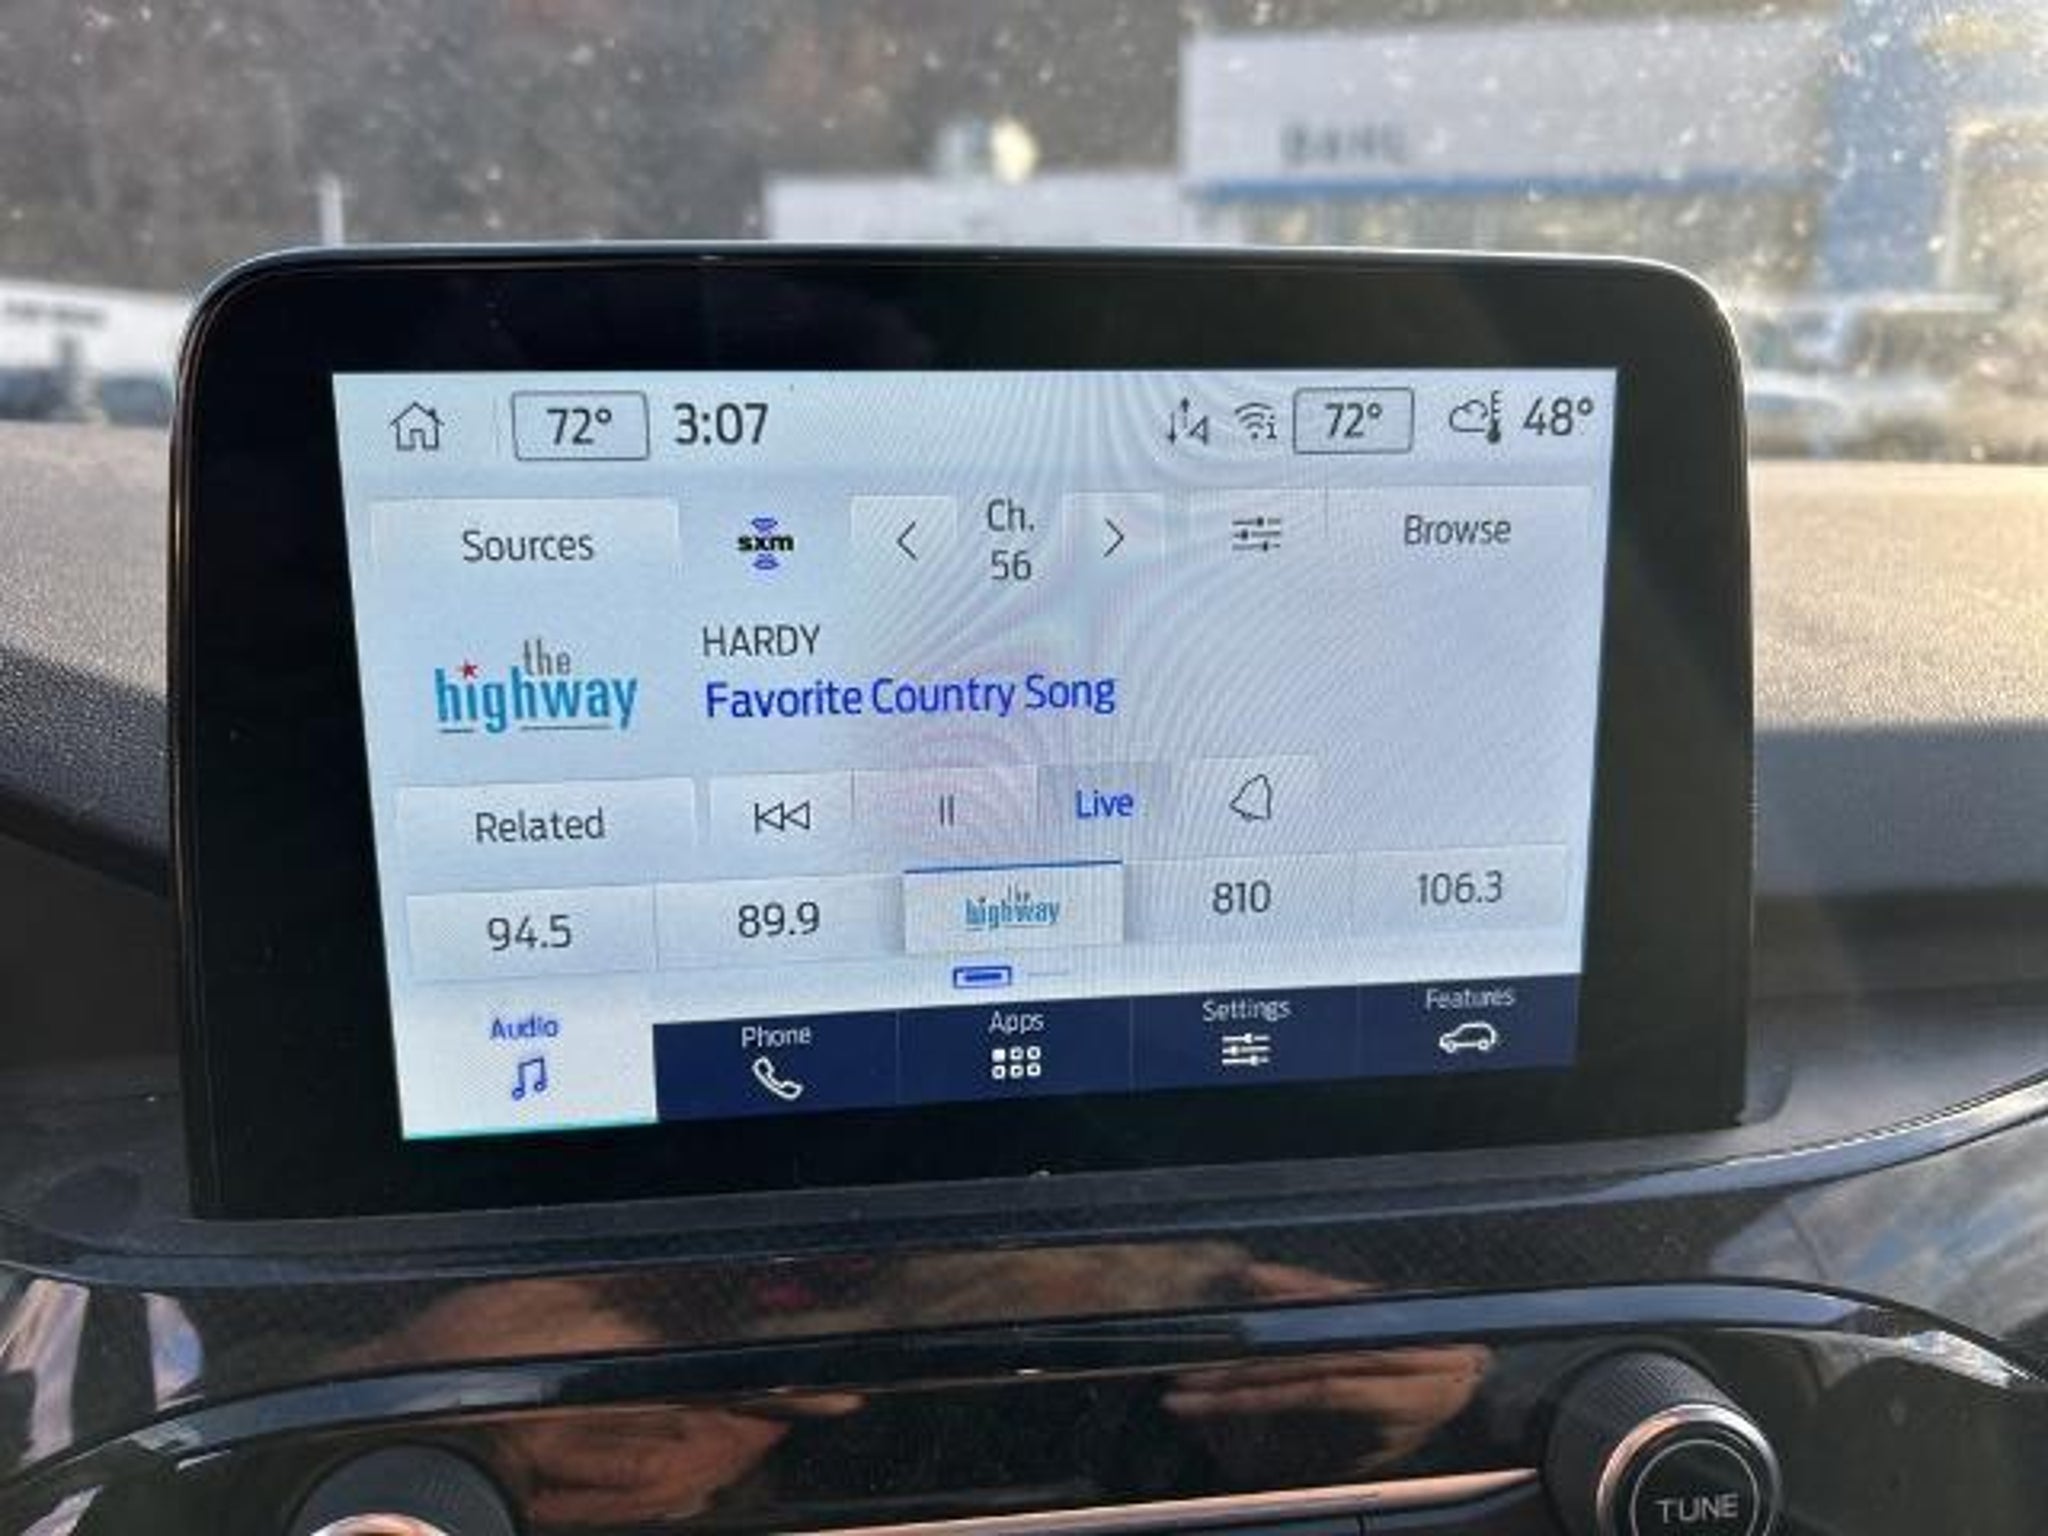 72° 3:07 72° 48°
Sources sxm Ch. 56 Browse
the highway
HARDY
Favorite Country Song
Related Live
94.5 89.9 the highway 810 106.3
Audio Phone Apps Settings Features
TUNE